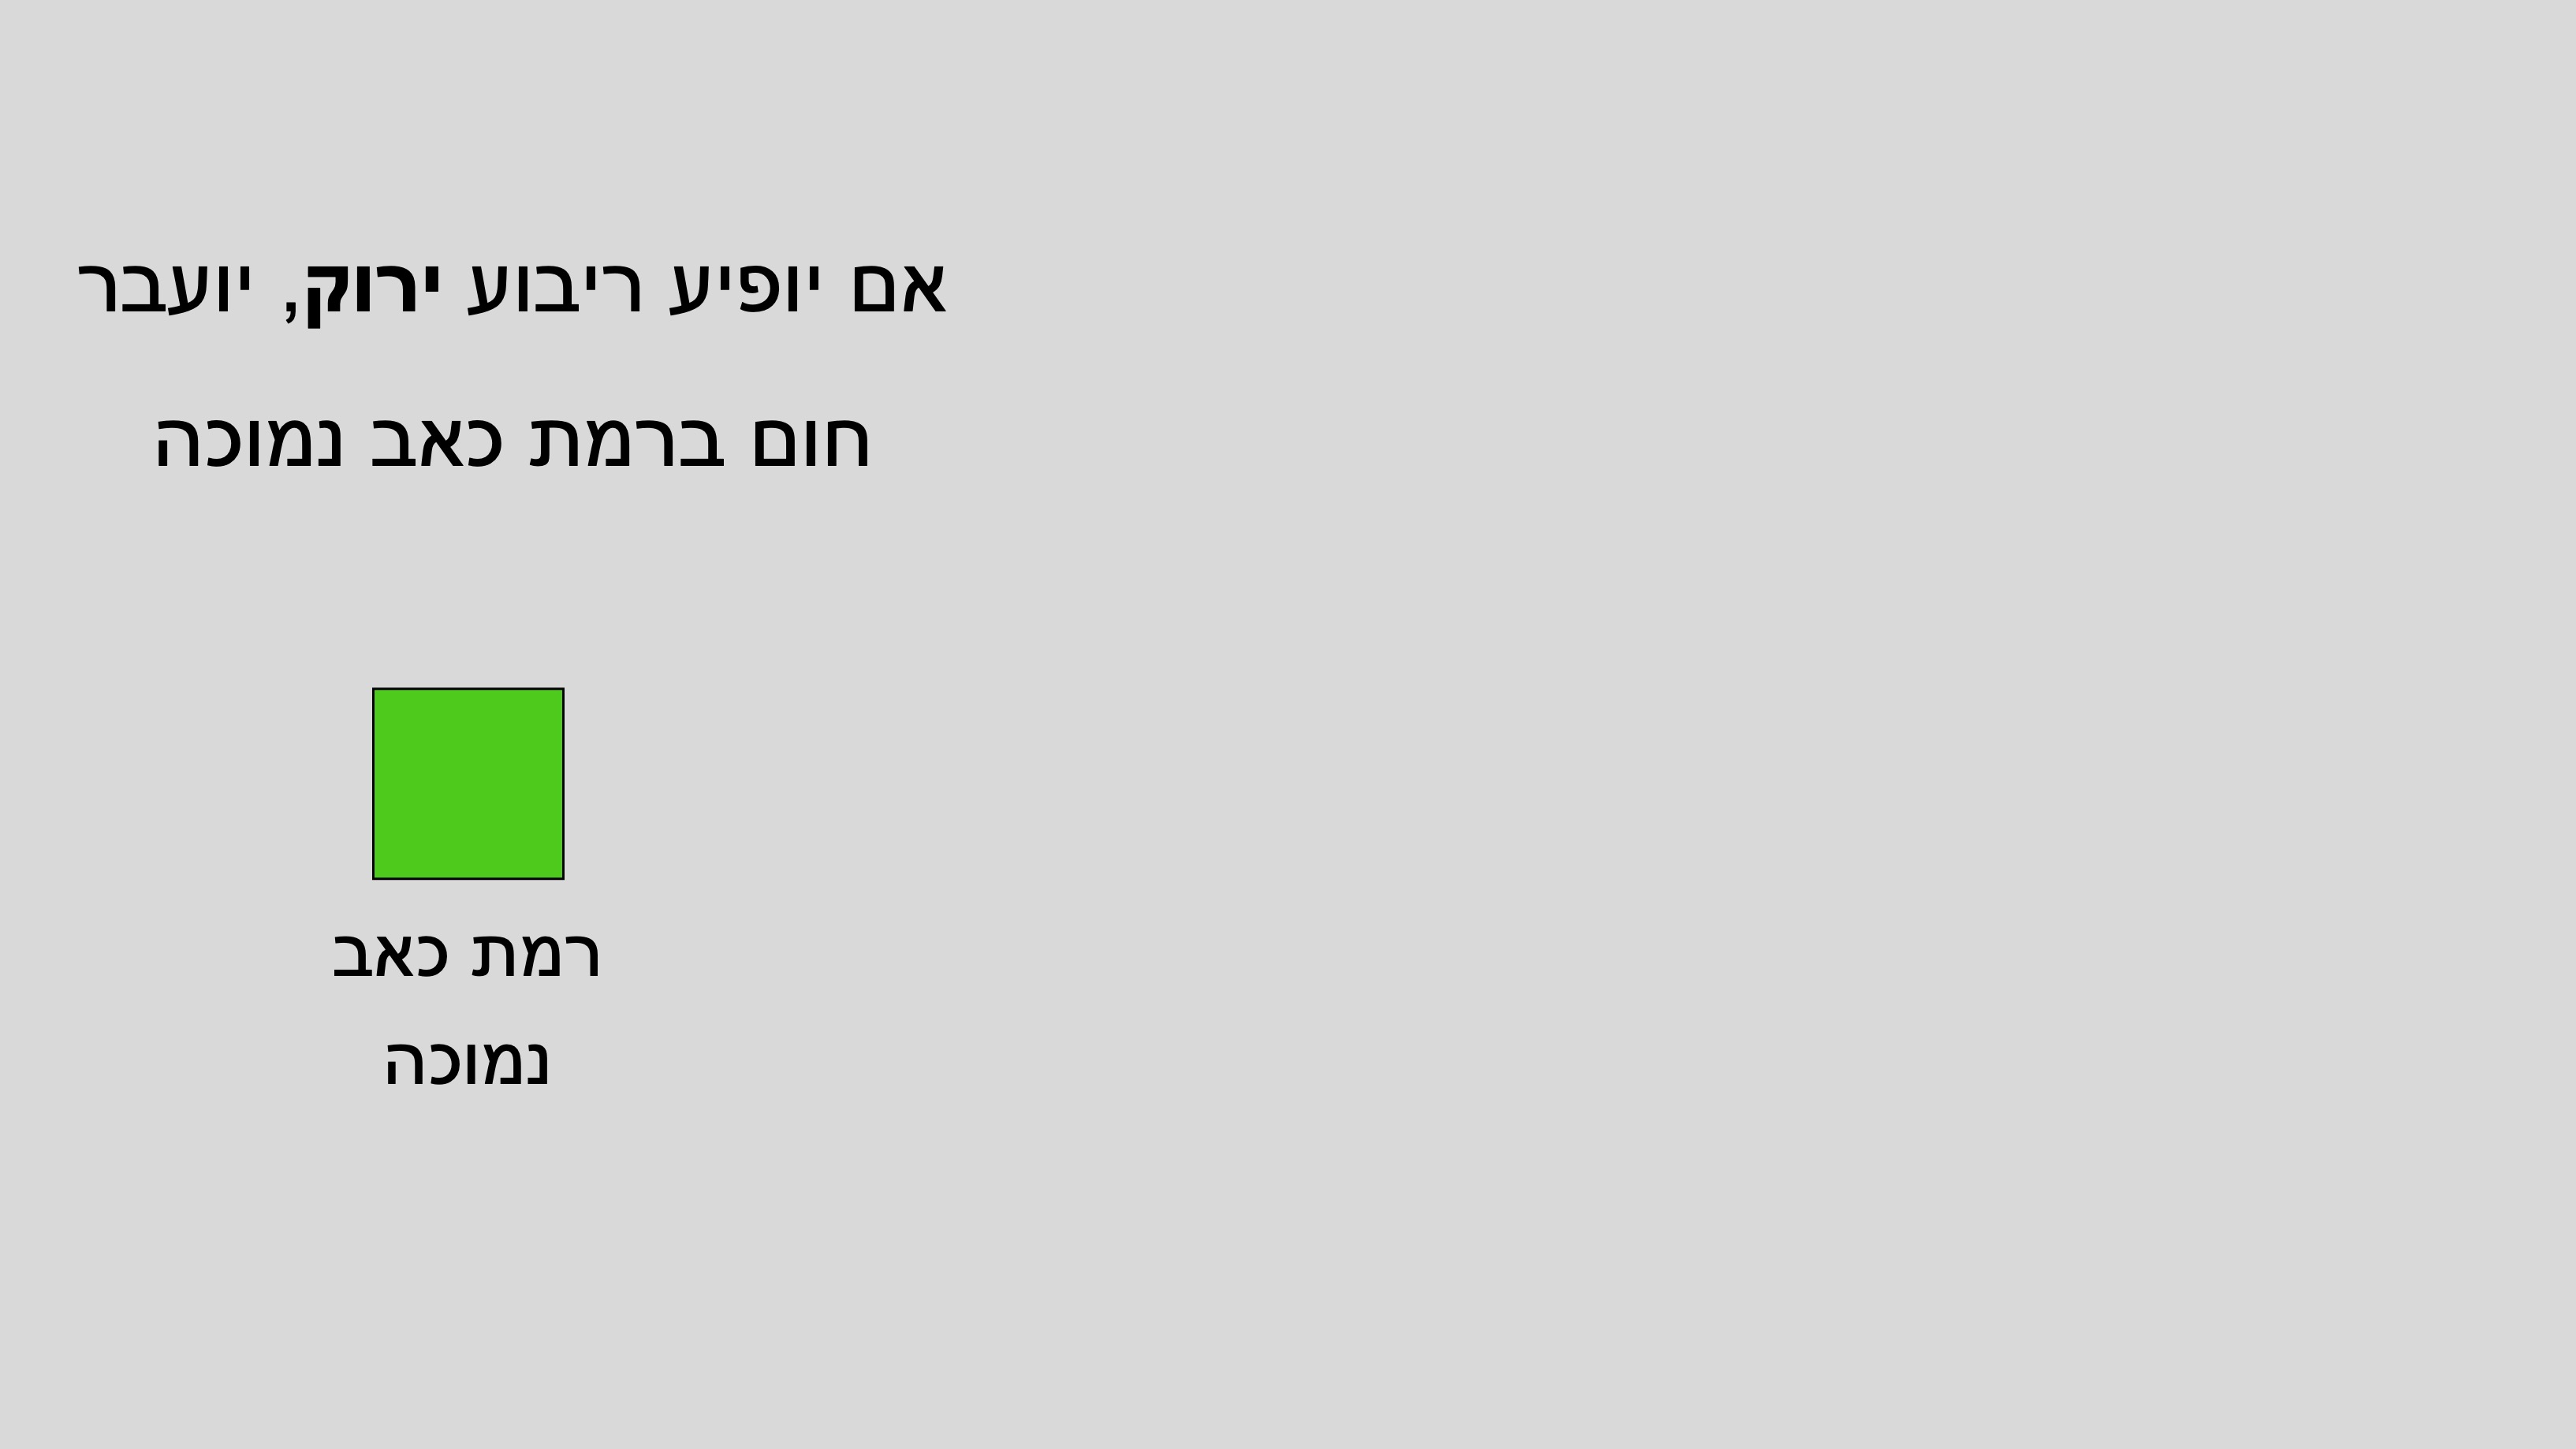 אם יופיע ריבוע ירוק, יועבר
חום ברמת כאב נמוכה
רמת כאב
נמוכה